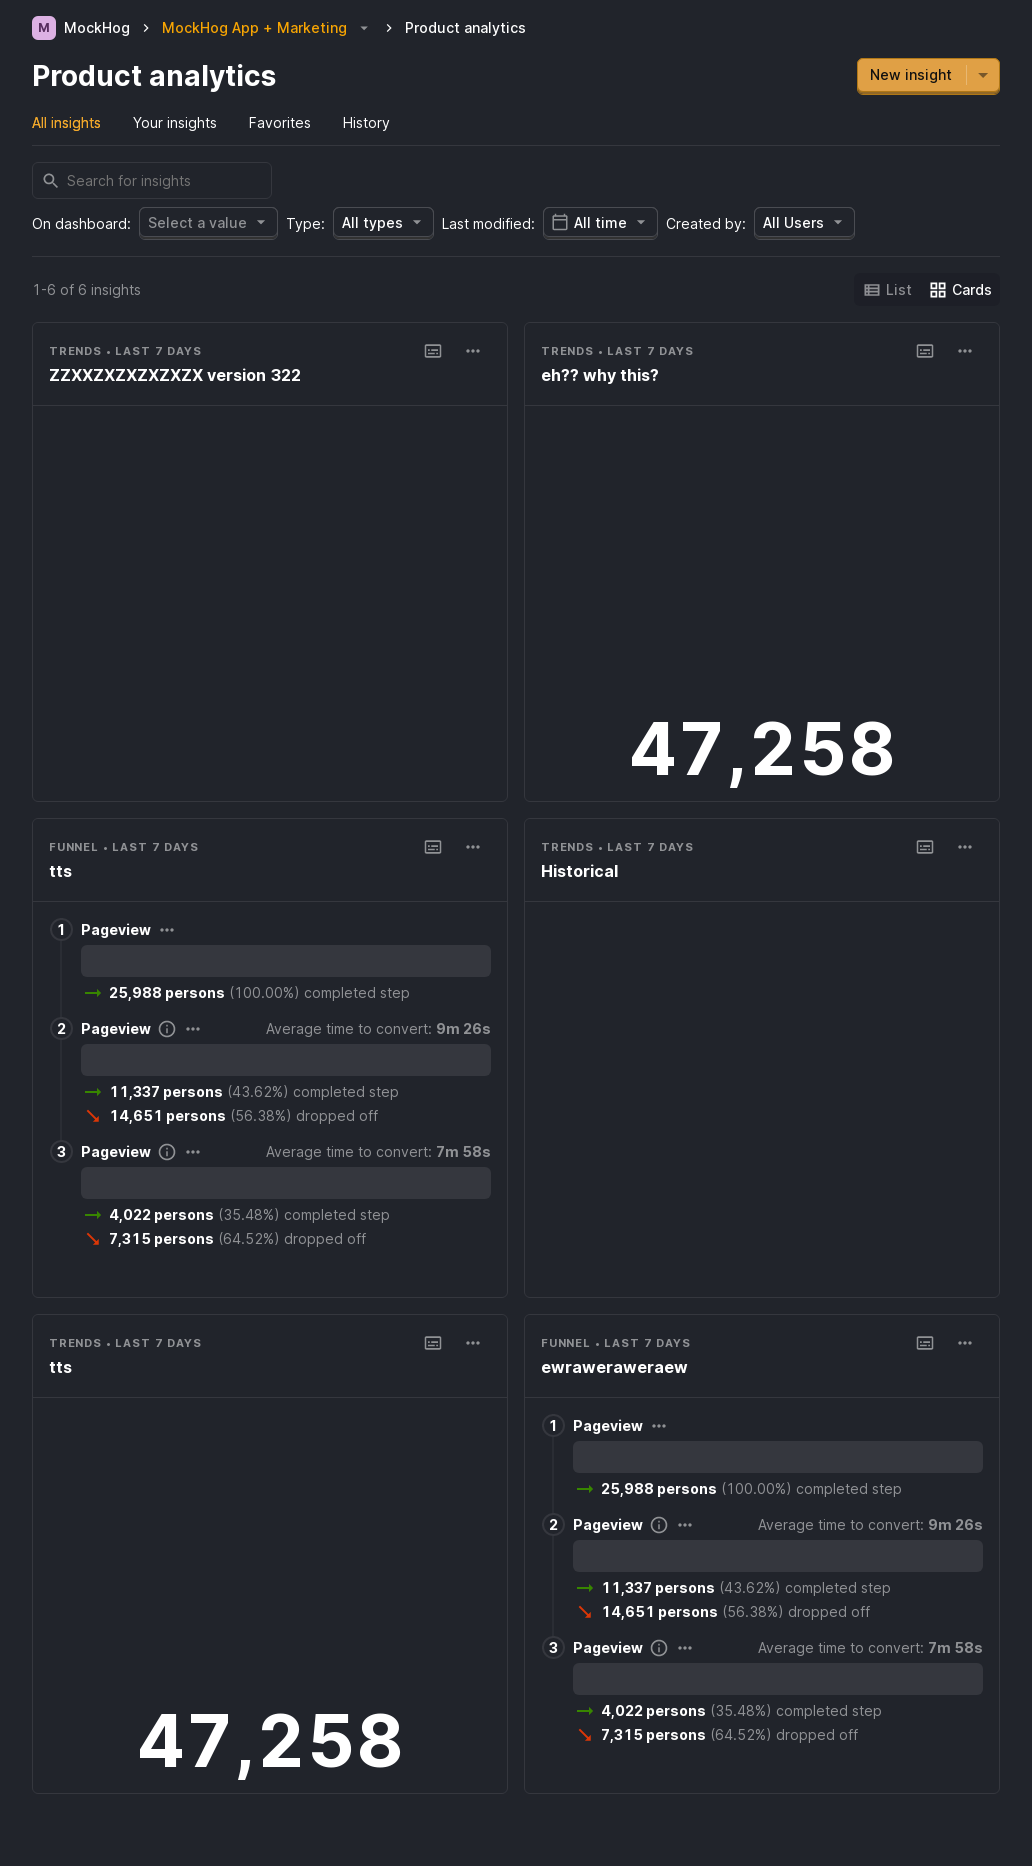 M MockHog MockHog App + Marketing Product analytics
Product analytics
New insight
All insights Your insights Favorites History
Search for insights
On dashboard: Select a value Type: All types Last modified: All time Created by: All Users
1-6 of 6 insights
List Cards
TRENDS • LAST 7 DAYS
ZZXXZXZXZXZXZX version 322
TRENDS • LAST 7 DAYS
eh?? why this?
47,258
FUNNEL • LAST 7 DAYS
tts
1 Pageview
25,988 persons (100.00%) completed step
2 Pageview Average time to convert: 9m 26s
11,337 persons (43.62%) completed step
14,651 persons (56.38%) dropped off
3 Pageview Average time to convert: 7m 58s
4,022 persons (35.48%) completed step
7,315 persons (64.52%) dropped off
TRENDS • LAST 7 DAYS
Historical
TRENDS • LAST 7 DAYS
tts
47,258
FUNNEL • LAST 7 DAYS
ewraweraweraew
1 Pageview
25,988 persons (100.00%) completed step
2 Pageview Average time to convert: 9m 26s
11,337 persons (43.62%) completed step
14,651 persons (56.38%) dropped off
3 Pageview Average time to convert: 7m 58s
4,022 persons (35.48%) completed step
7,315 persons (64.52%) dropped off